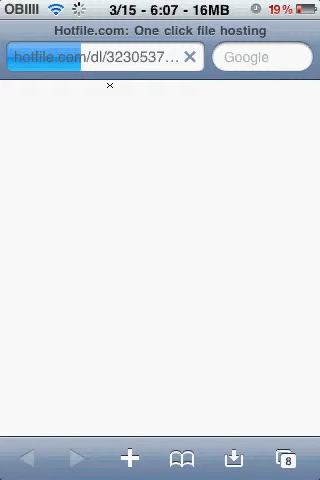 OBIIII 3/15 - 6:07 - 16MB 19%
Hotfile.com: One click file hosting
hotfile.com/dl/3230537... Google
8